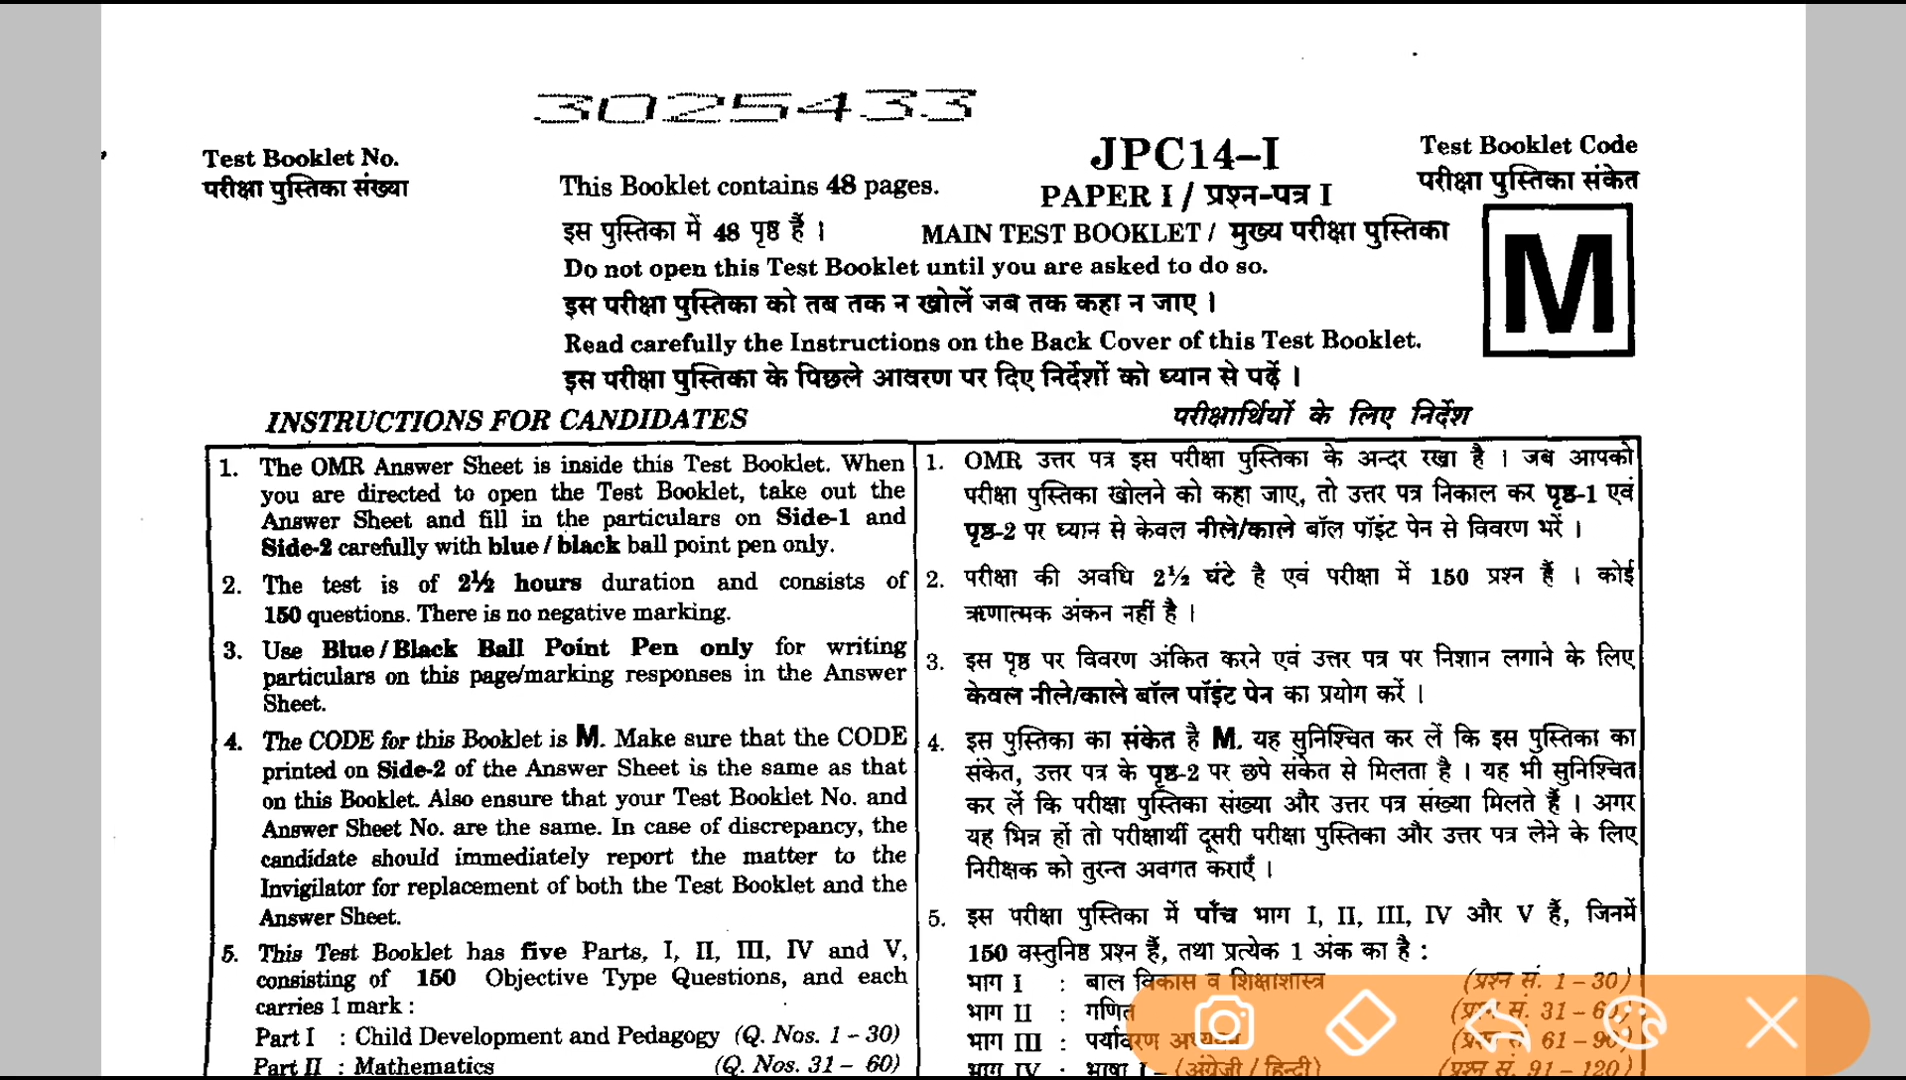 3025433
Test Booklet No.
परीक्षा पुस्तिका संख्या
This Booklet contains 48 pages.
इस पुस्तिका में 48 पृष्ठ हैं ।
JPC14–I
PAPER I / प्रश्न-पत्र I
MAIN TEST BOOKLET / मुख्य परीक्षा पुस्तिका
Test Booklet Code
परीक्षा पुस्तिका संकेत
M
Do not open this Test Booklet until you are asked to do so.
इस परीक्षा पुस्तिका को तब तक न खोलें जब तक कहा न जाए ।
Read carefully the Instructions on the Back Cover of this Test Booklet.
इस परीक्षा पुस्तिका के पिछले आवरण पर दिए निर्देशों को ध्यान से पढ़ें ।
INSTRUCTIONS FOR CANDIDATES
1. The OMR Answer Sheet is inside this Test Booklet. When
you are directed to open the Test Booklet, take out the
Answer Sheet and fill in the particulars on Side-1 and
Side-2 carefully with blue / black ball point pen only.
2. The test is of 2½ hours duration and consists of
150 questions. There is no negative marking.
3. Use Blue / Black Ball Point Pen only for writing
particulars on this page/marking responses in the Answer
Sheet.
4. The CODE for this Booklet is M. Make sure that the CODE
printed on Side-2 of the Answer Sheet is the same as that
on this Booklet. Also ensure that your Test Booklet No. and
Answer Sheet No. are the same. In case of discrepancy, the
candidate should immediately report the matter to the
Invigilator for replacement of both the Test Booklet and the
Answer Sheet.
5. This Test Booklet has five Parts, I, II, III, IV and V,
consisting of 150 Objective Type Questions, and each
carries 1 mark :
Part I : Child Development and Pedagogy (Q. Nos. 1 – 30)
Part II : Mathematics (Q. Nos. 31 – 60)
परीक्षार्थियों के लिए निर्देश
1. OMR उत्तर पत्र इस परीक्षा पुस्तिका के अन्दर रखा है । जब आपको
परीक्षा पुस्तिका खोलने को कहा जाए, तो उत्तर पत्र निकाल कर पृष्ठ-1 एवं
पृष्ठ-2 पर ध्यान से केवल नीले/काले बॉल पॉइंट पेन से विवरण भरें ।
2. परीक्षा की अवधि 2½ घंटे है एवं परीक्षा में 150 प्रश्न हैं । कोई
ऋणात्मक अंकन नहीं है ।
3. इस पृष्ठ पर विवरण अंकित करने एवं उत्तर पत्र पर निशान लगाने के लिए
केवल नीले/काले बॉल पॉइंट पेन का प्रयोग करें ।
4. इस पुस्तिका का संकेत है M. यह सुनिश्चित कर लें कि इस पुस्तिका का
संकेत, उत्तर पत्र के पृष्ठ-2 पर छपे संकेत से मिलता है । यह भी सुनिश्चित
कर लें कि परीक्षा पुस्तिका संख्या और उत्तर पत्र संख्या मिलते हैं । अगर
यह भिन्न हों तो परीक्षार्थी दूसरी परीक्षा पुस्तिका और उत्तर पत्र लेने के लिए
निरीक्षक को तुरन्त अवगत कराएँ ।
5. इस परीक्षा पुस्तिका में पाँच भाग I, II, III, IV और V हैं, जिनमें
150 वस्तुनिष्ठ प्रश्न हैं, तथा प्रत्येक 1 अंक का है :
भाग I : बाल विकास व शिक्षाशास्त्र (प्रश्न सं. 1 – 30)
भाग II : गणित (प्रश्न सं. 31 – 60)
भाग III : पर्यावरण अध्ययन (प्रश्न सं. 61 – 90)
भाग IV : भाषा I – (अंग्रेज़ी / हिन्दी) (प्रश्न सं. 91 – 120)